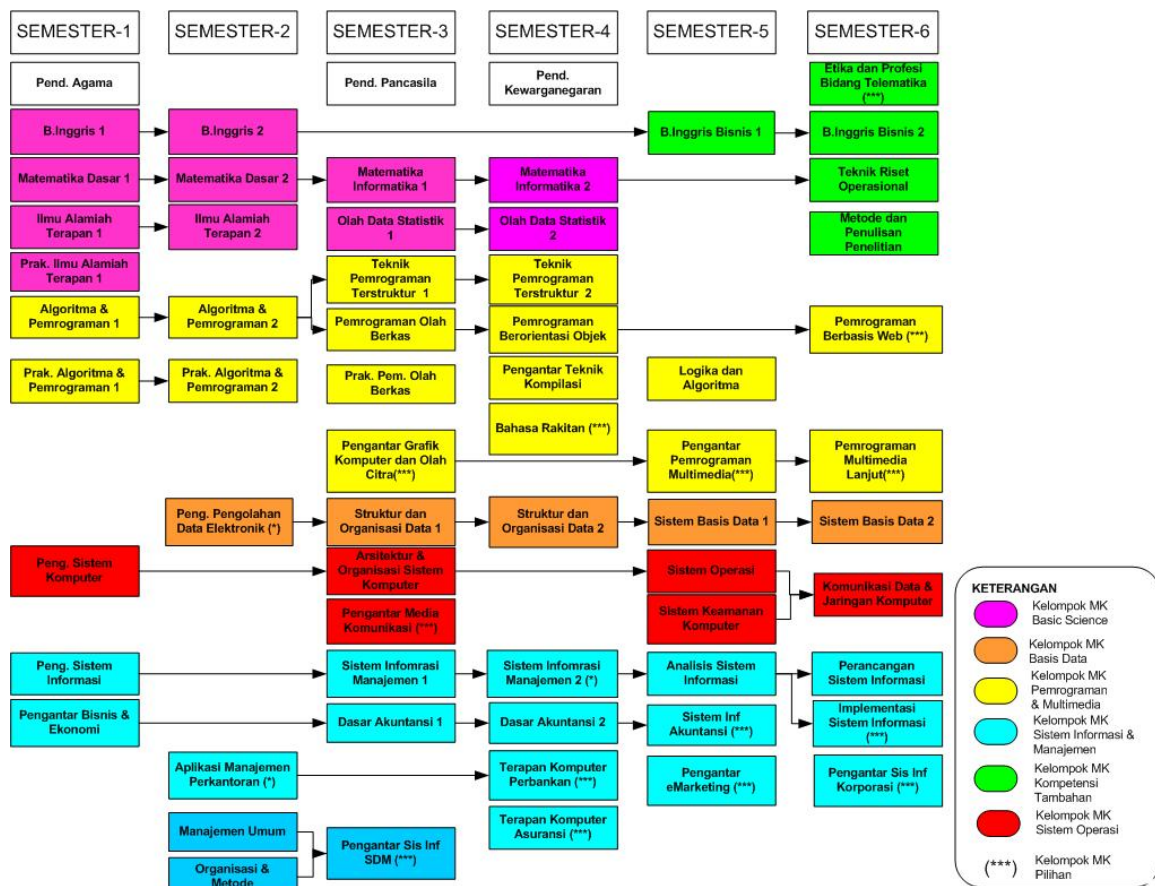 SEMESTER-1
SEMESTER-2
SEMESTER-3
SEMESTER-4
SEMESTER-5
SEMESTER-6
Pend. Agama
Pend. Pancasila
Pend.
Kewarganegaran
Etika dan Profesi
Bidang Telematika
(***)
B.Inggris 1
B.Inggris 2
B.Inggris Bisnis 1
B.Inggris Bisnis 2
Matematika Dasar 1
Matematika Dasar 2
Matematika
Informatika 1
Matematika
Informatika 2
Teknik Riset
Operasional
Ilmu Alamiah
Terapan 1
Ilmu Alamiah
Terapan 2
Olah Data Statistik
1
Olah Data Statistik
2
Metode dan
Penulisan
Penelitian
Prak. Ilmu Alamiah
Terapan 1
Teknik
Pemrograman
Terstruktur 1
Teknik
Pemrograman
Terstruktur 2
Algoritma &
Pemrograman 1
Algoritma &
Pemrograman 2
Pemrograman Olah
Berkas
Pemrograman
Berorientasi Objek
Pemrograman
Berbasis Web (***)
Prak. Algoritma &
Pemrograman 1
Prak. Algoritma &
Pemrograman 2
Prak. Pem. Olah
Berkas
Pengantar Teknik
Kompilasi
Logika dan
Algoritma
Bahasa Rakitan (***)
Pengantar Grafik
Komputer dan Olah
Citra(***)
Pengantar
Pemrograman
Multimedia(***)
Pemrograman
Multimedia
Lanjut(***)
Peng. Pengolahan
Data Elektronik (*)
Struktur dan
Organisasi Data 1
Struktur dan
Organisasi Data 2
Sistem Basis Data 1
Sistem Basis Data 2
Peng. Sistem
Komputer
Arsitektur &
Organisasi Sistem
Komputer
Sistem Operasi
Komunikasi Data &
Jaringan Komputer
Pengantar Media
Komunikasi (***)
Sistem Keamanan
Komputer
Peng. Sistem
Informasi
Sistem Infomrasi
Manajemen 1
Sistem Infomrasi
Manajemen 2 (*)
Analisis Sistem
Informasi
Perancangan
Sistem Informasi
Pengantar Bisnis &
Ekonomi
Dasar Akuntansi 1
Dasar Akuntansi 2
Sistem Inf
Akuntansi (***)
Implementasi
Sistem Informasi
(***)
Aplikasi Manajemen
Perkantoran (*)
Terapan Komputer
Perbankan (***)
Pengantar
eMarketing (***)
Pengantar Sis Inf
Korporasi (***)
Terapan Komputer
Asuransi (***)
Manajemen Umum
Pengantar Sis Inf
SDM (***)
Organisasi &
Metode
KETERANGAN
Kelompok MK
Basic Science
Kelompok MK
Basis Data
Kelompok MK
Pemrograman
& Multimedia
Kelompok MK
Sistem Informasi &
Manajemen
Kelompok MK
Kompetensi
Tambahan
Kelompok MK
Sistem Operasi
(***) Kelompok MK
Pilihan